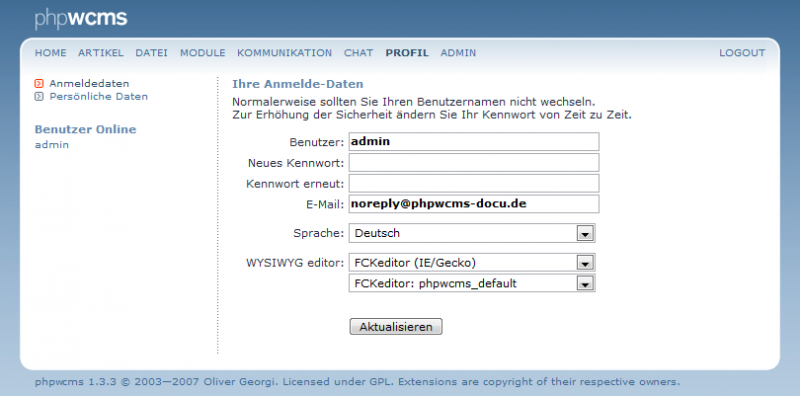 phpwcms
HOME ARTIKEL DATEI MODULE KOMMUNIKATION CHAT PROFIL ADMIN LOGOUT
Anmeldedaten
Persönliche Daten
Benutzer Online
admin
Ihre Anmelde-Daten
Normalerweise sollten Sie Ihren Benutzernamen nicht wechseln.
Zur Erhöhung der Sicherheit ändern Sie Ihr Kennwort von Zeit zu Zeit.
Benutzer: admin
Neues Kennwort:
Kennwort erneut:
E-Mail: noreply@phpwcms-docu.de
Sprache: Deutsch
WYSIWYG editor: FCKeditor (IE/Gecko)
FCKeditor: phpwcms_default
Aktualisieren
phpwcms 1.3.3 © 2003—2007 Oliver Georgi. Licensed under GPL. Extensions are copyright of their respective owners.